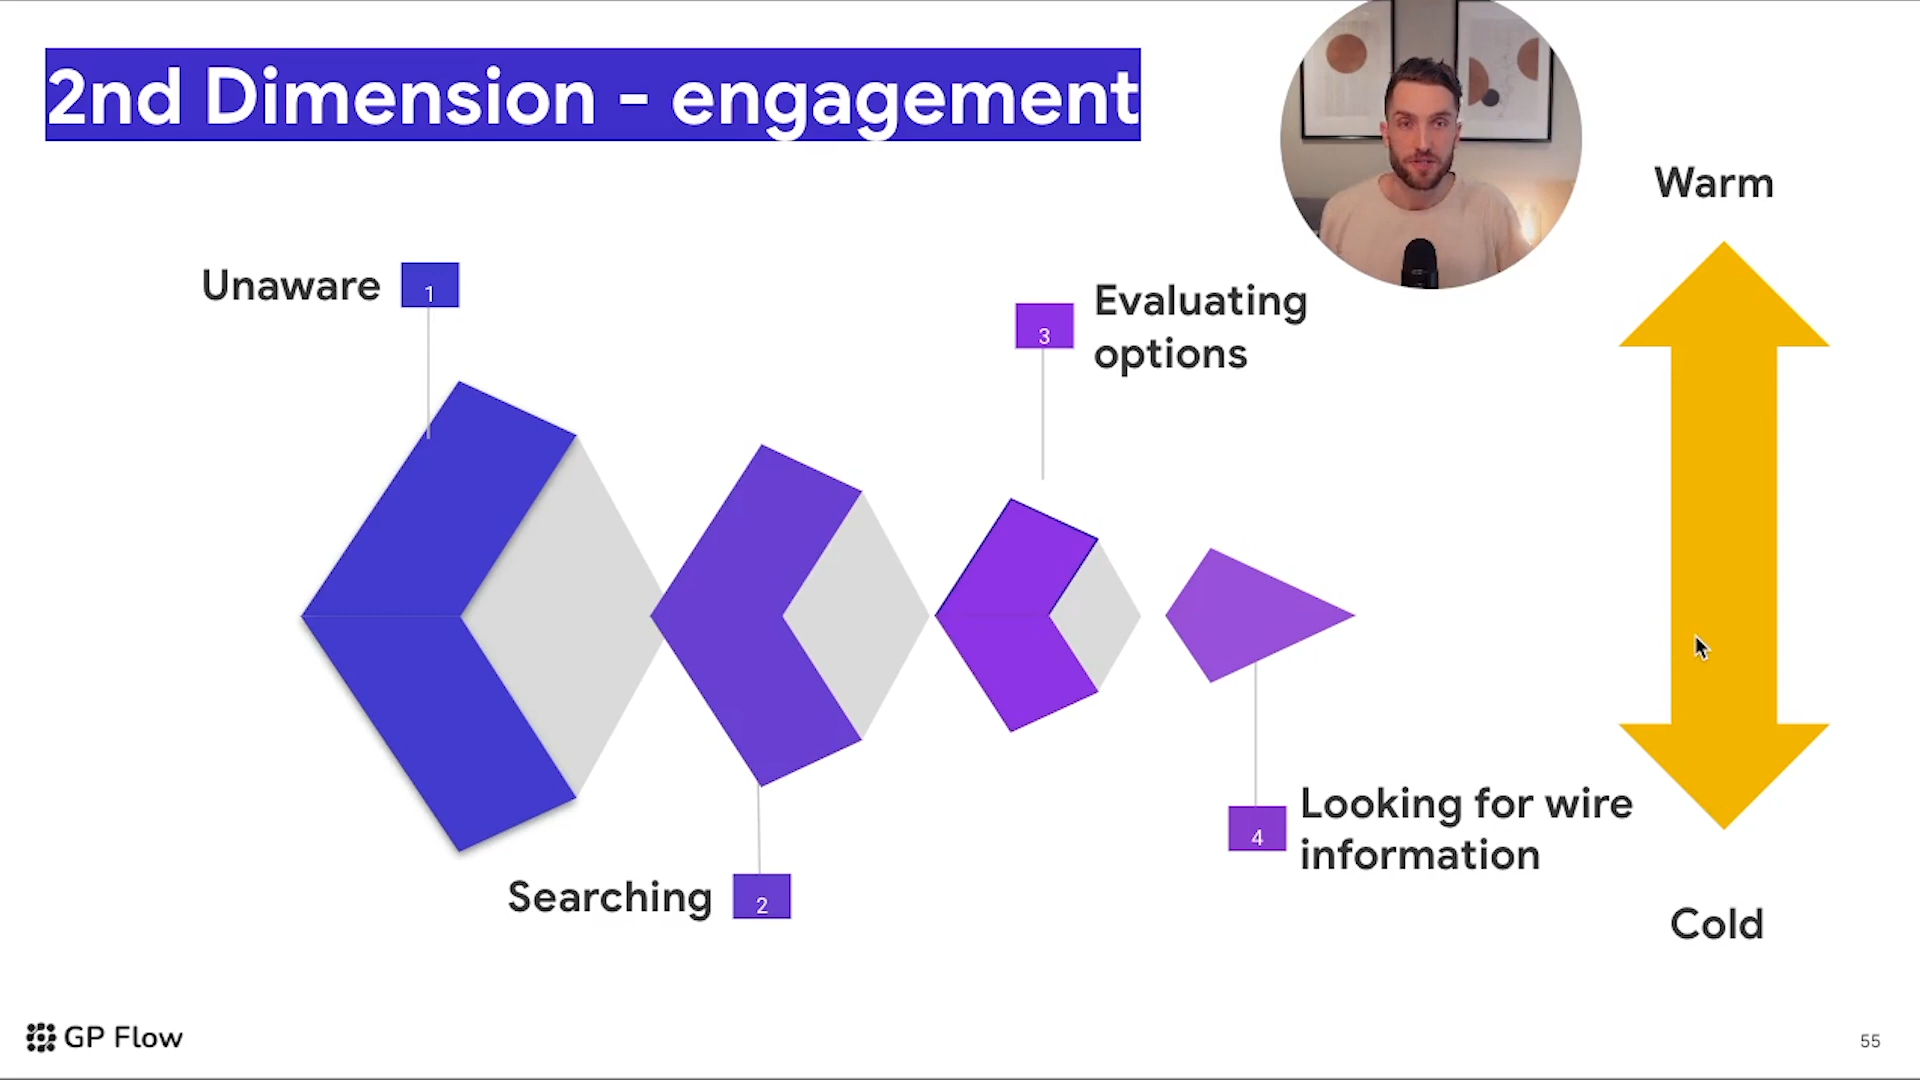 2nd Dimension - engagement
Warm
Unaware
1
3
Evaluating
options
Looking for wire
information
4
Searching
2
Cold
GP Flow
55